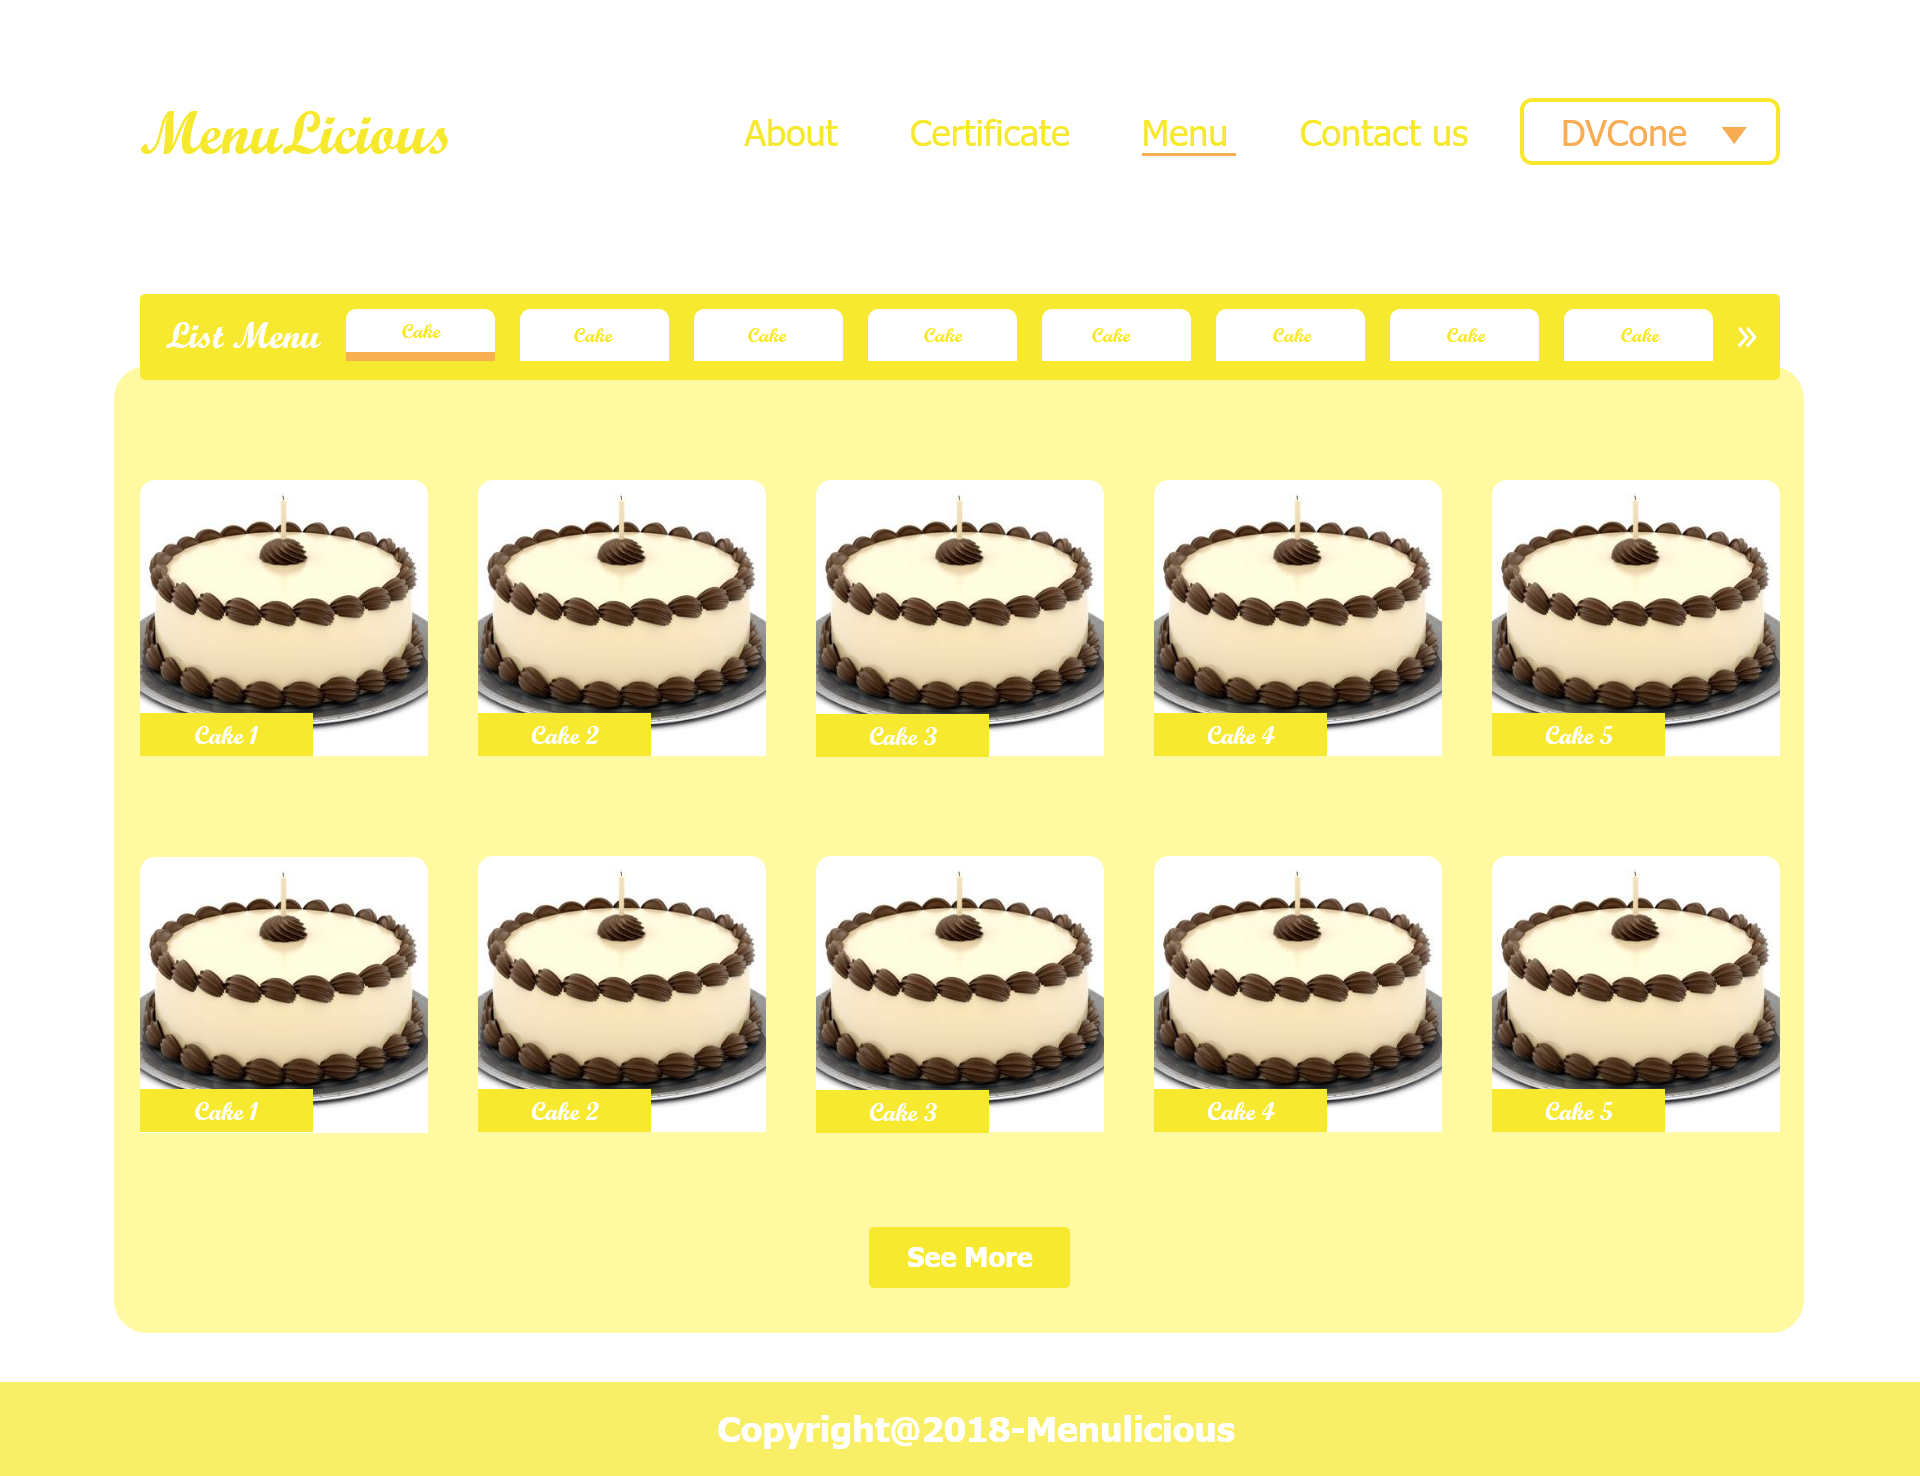 MenuLicious
About Certificate Menu Contact us DVCone
List Menu Cake Cake Cake Cake Cake Cake Cake Cake »
Cake 1 Cake 2 Cake 3 Cake 4 Cake 5
Cake 1 Cake 2 Cake 3 Cake 4 Cake 5
See More
Copyright@2018-Menulicious